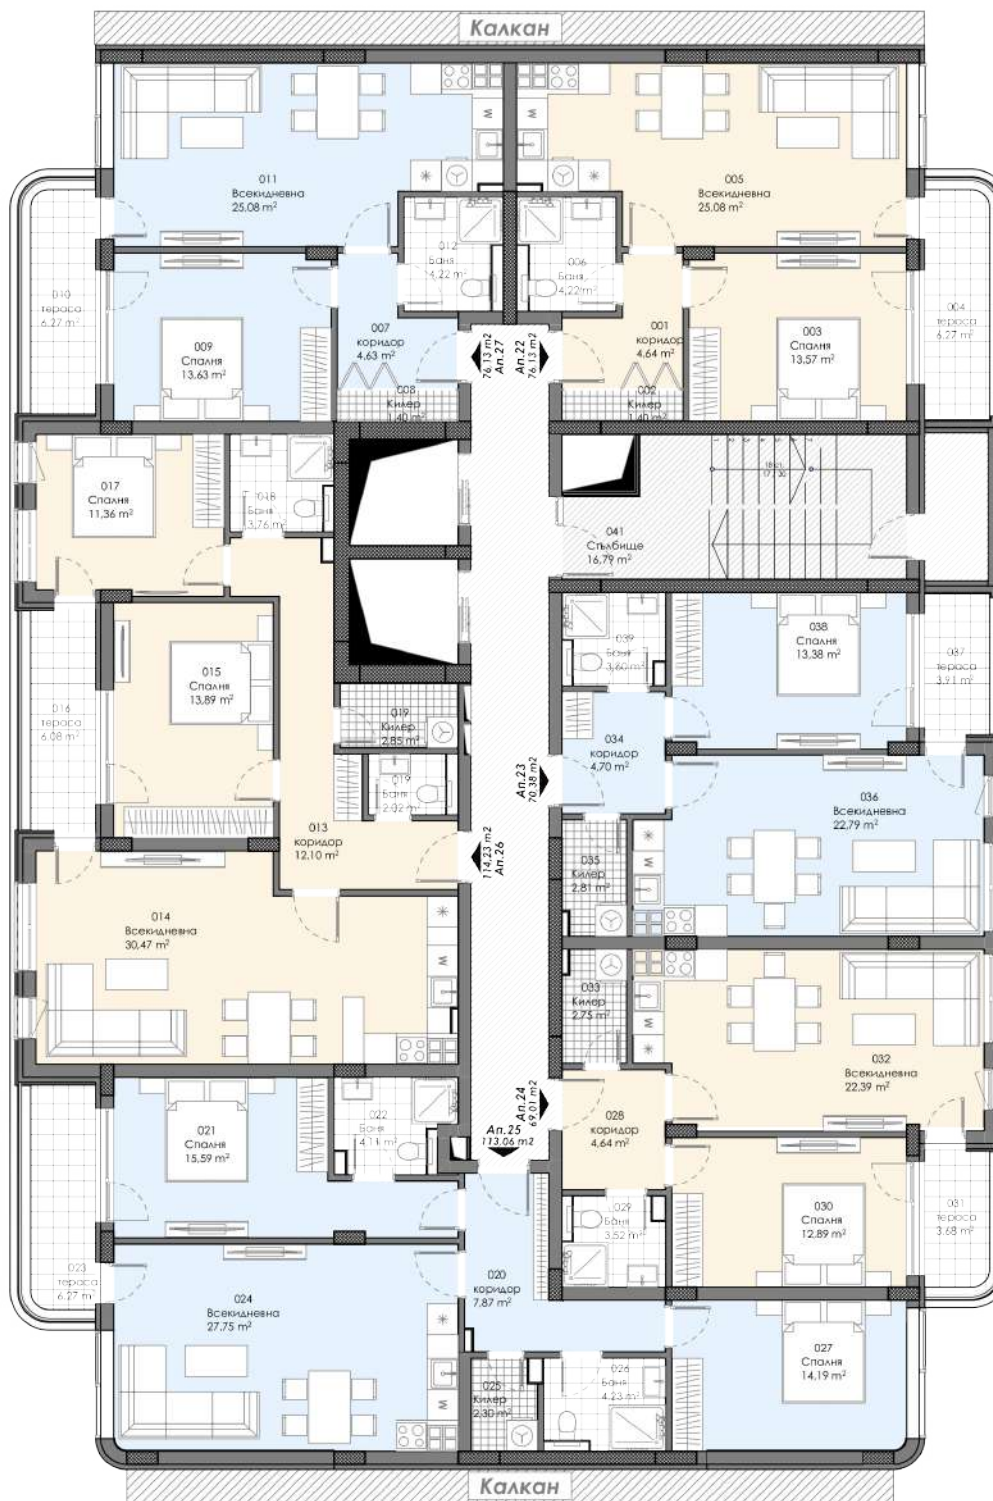 Калкан
011
Всекидневна
25,08 m²
005
Всекидневна
25,08 m²
012
Баня
4,22 m²
006
Баня
4,22 m²
010
тераса
6,27 m²
009
Спалня
13,63 m²
007
коридор
4,63 m²
008
Килер
1,40 m²
76.13 m2
Ап.27
Ап.22
76.13 m2
001
коридор
4,64 m²
002
Килер
1,40 m²
003
Спалня
13,57 m²
004
тераса
6,27 m²
017
Спалня
11,36 m²
018
Баня
3,76 m²
041
Стълбище
16,79 m²
016
тераса
6,08 m²
015
Спалня
13,89 m²
019
Килер
2,85 m²
019
Баня
2,02 m²
039
Баня
3,60 m²
038
Спалня
13,38 m²
037
тераса
3,91 m²
034
коридор
4,70 m²
Ап.23
70.38 m2
036
Всекидневна
22,79 m²
013
коридор
12,10 m²
114.23 m2
Ап.26
035
Килер
2,81 m²
W
014
Всекидневна
30,47 m²
W
033
Килер
2,75 m²
W
032
Всекидневна
22,39 m²
021
Спалня
15,59 m²
022
Баня
4,11 m²
Ап.25
113.06 m2
Ап.24
69.01 m2
028
коридор
4,64 m²
029
Баня
3,52 m²
030
Спалня
12,89 m²
031
тераса
3,68 m²
023
тераса
6,27 m²
024
Всекидневна
27,75 m²
W
020
коридор
7,87 m²
025
Килер
2,30 m²
026
Баня
4,23 m²
027
Спалня
14,19 m²
Калкан